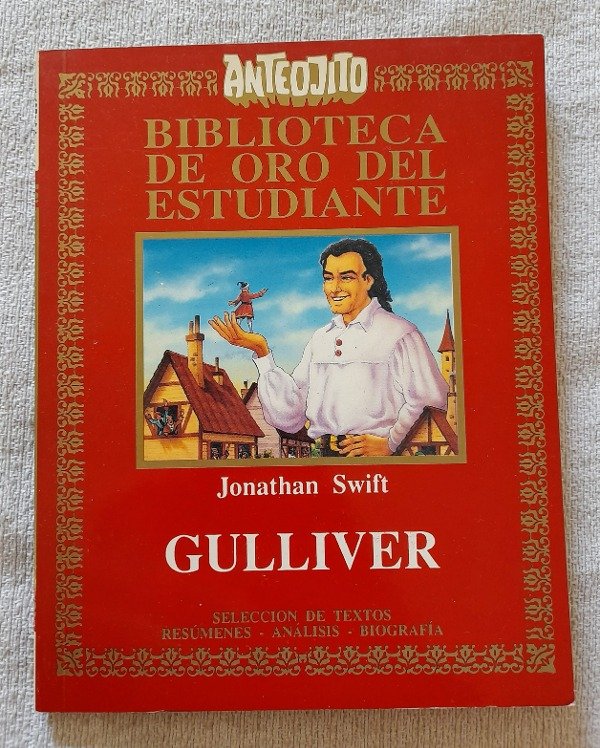 ANTEOJITO
BIBLIOTECA
DE ORO DEL
ESTUDIANTE
Jonathan Swift
GULLIVER
SELECCION DE TEXTOS
RESÚMENES - ANÁLISIS - BIOGRAFÍA